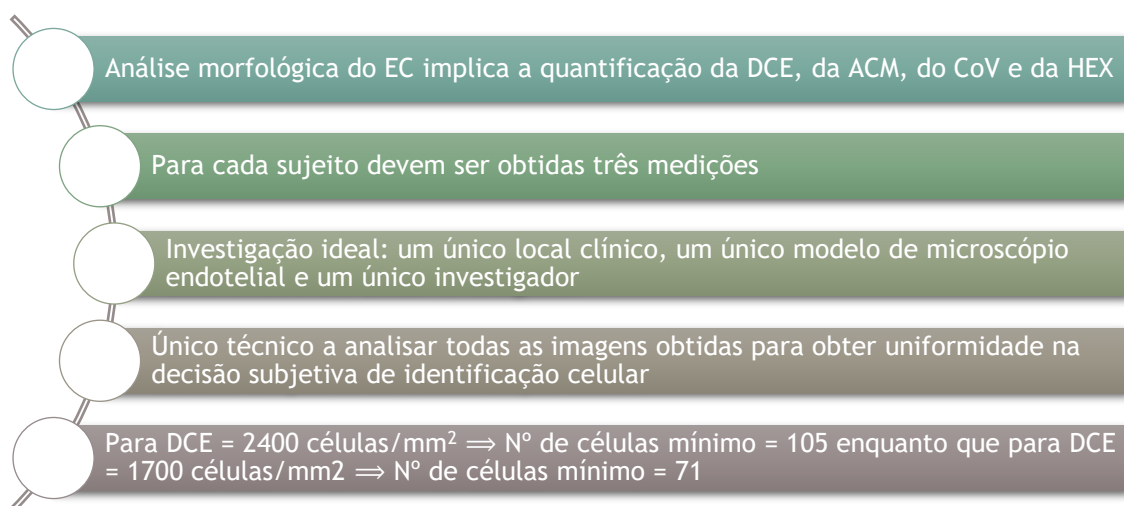 Análise morfológica do EC implica a quantificação da DCE, da ACM, do CoV e da HEX
Para cada sujeito devem ser obtidas três medições
Investigação ideal: um único local clínico, um único modelo de microscópio
endotelial e um único investigador
Único técnico a analisar todas as imagens obtidas para obter uniformidade na
decisão subjetiva de identificação celular
Para DCE = 2400 células/mm² ⟹ Nº de células mínimo = 105 enquanto que para DCE
= 1700 células/mm2 ⟹ Nº de células mínimo = 71